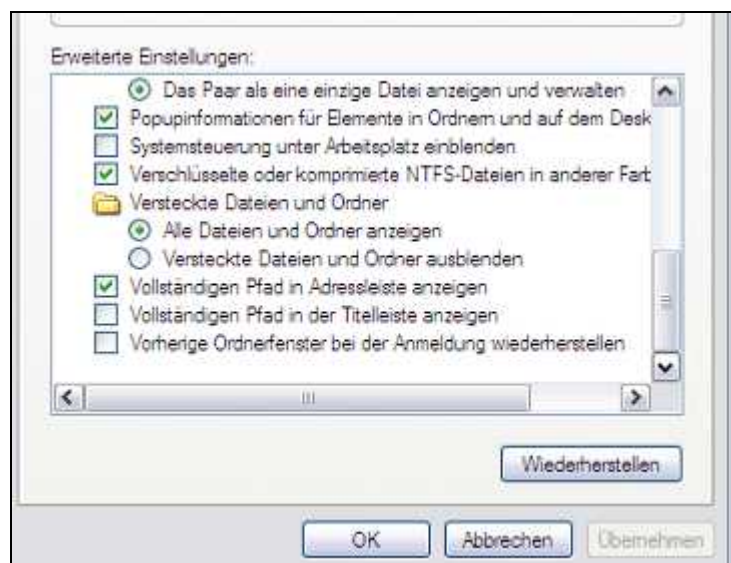 Erweiterte Einstellungen:
Das Paar als eine einzige Datei anzeigen und verwalten
Popupinformationen für Elemente in Ordnern und auf dem Desk
Systemsteuerung unter Arbeitsplatz einblenden
Verschlüsselte oder komprimierte NTFS-Dateien in anderer Farb
Versteckte Dateien und Ordner
Alle Dateien und Ordner anzeigen
Versteckte Dateien und Ordner ausblenden
Vollständigen Pfad in Adressleiste anzeigen
Vollständigen Pfad in der Titelleiste anzeigen
Vorherige Ordnerfenster bei der Anmeldung wiederherstellen
Wiederherstellen
OK Abbrechen Übernehmen